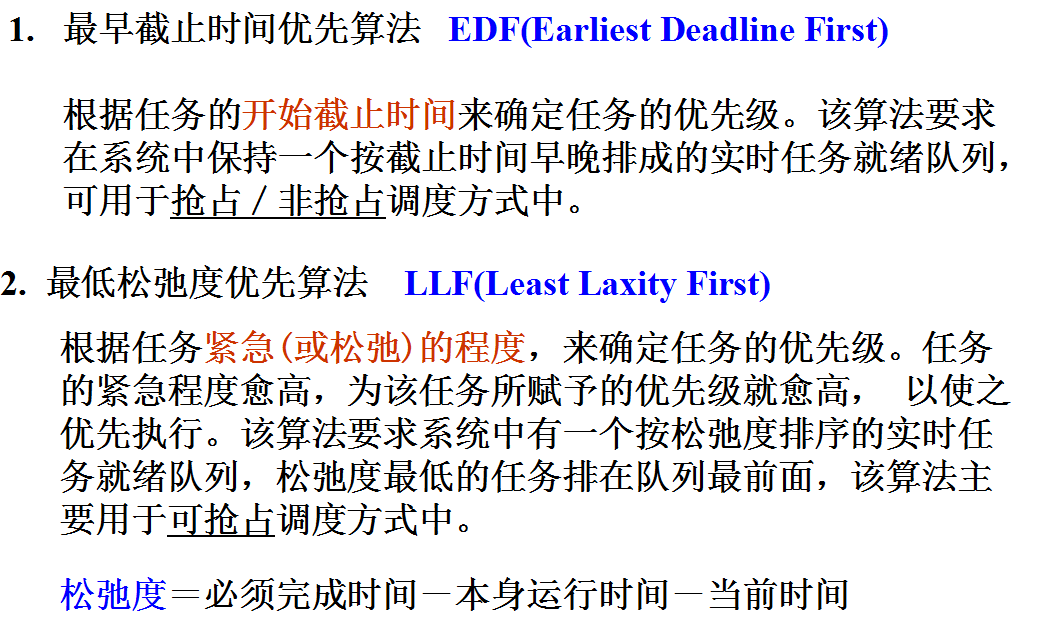 1. 最早截止时间优先算法 EDF(Earliest Deadline First)
根据任务的开始截止时间来确定任务的优先级。该算法要求
在系统中保持一个按截止时间早晚排成的实时任务就绪队列，
可用于抢占／非抢占调度方式中。
2. 最低松弛度优先算法 LLF(Least Laxity First)
根据任务紧急(或松弛)的程度，来确定任务的优先级。任务
的紧急程度愈高，为该任务所赋予的优先级就愈高， 以使之
优先执行。该算法要求系统中有一个按松弛度排序的实时任
务就绪队列，松弛度最低的任务排在队列最前面，该算法主
要用于可抢占调度方式中。
松弛度＝必须完成时间－本身运行时间－当前时间